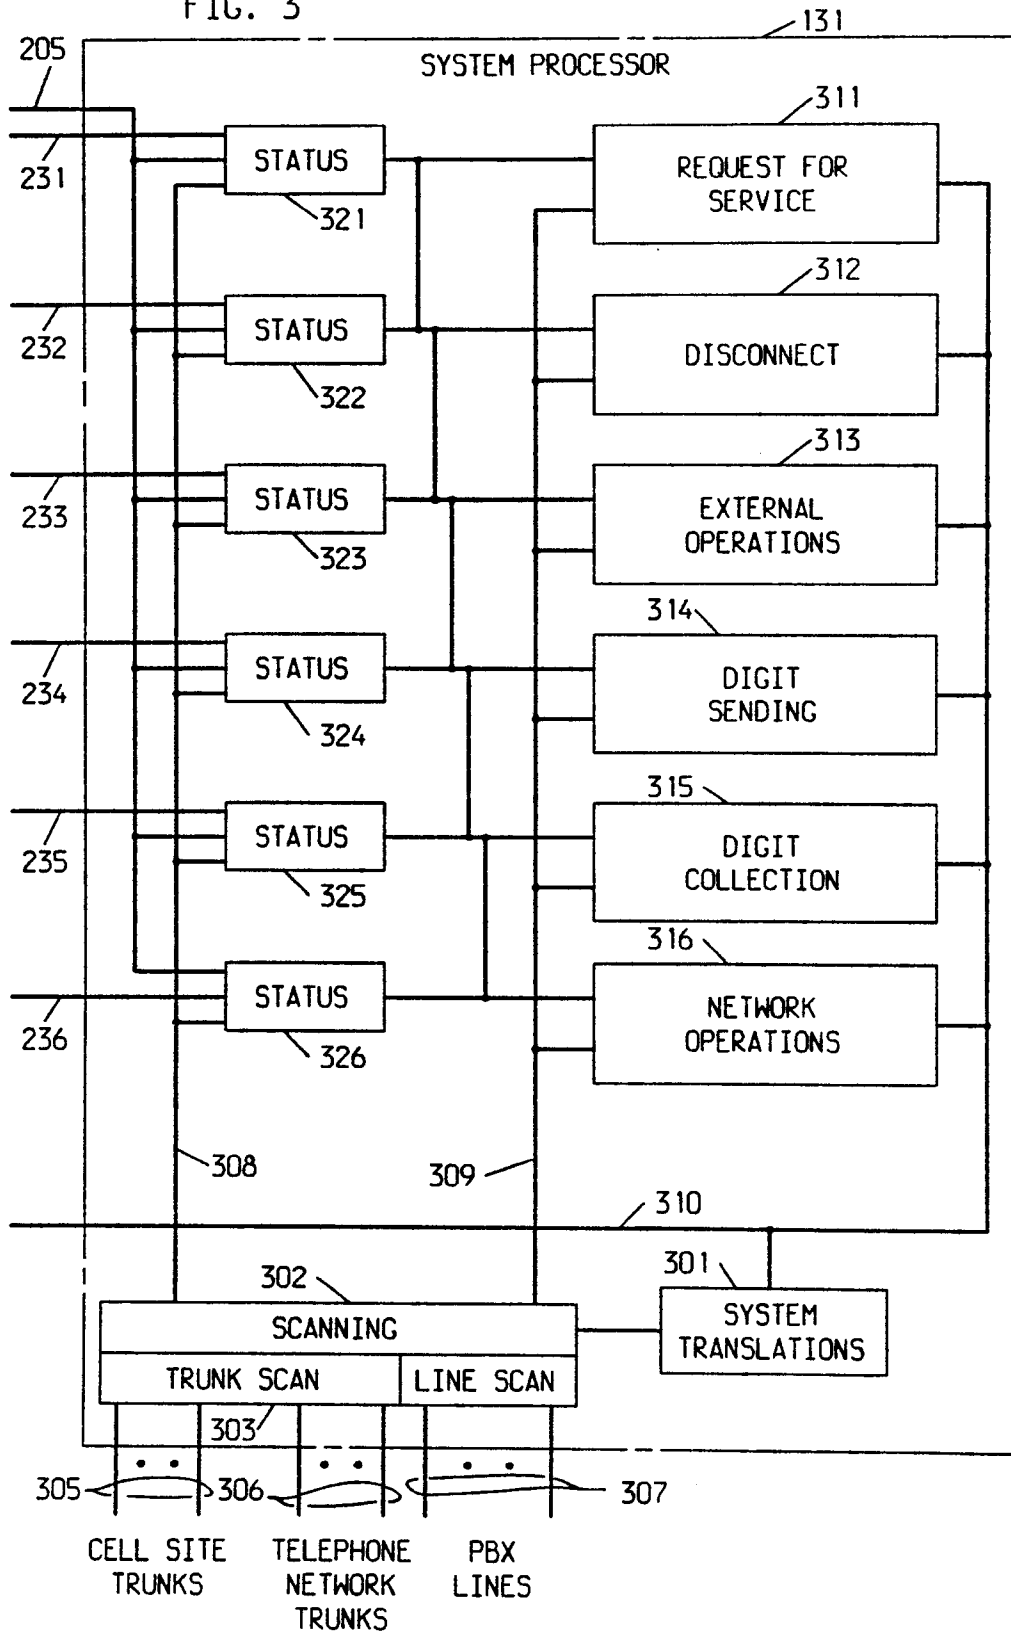 FIG. 3
131
205
SYSTEM PROCESSOR
311
231
STATUS
REQUEST FOR
SERVICE
321
312
232
STATUS
DISCONNECT
322
313
233
STATUS
EXTERNAL
OPERATIONS
323
314
234
STATUS
DIGIT
SENDING
324
315
235
STATUS
DIGIT
COLLECTION
325
316
236
STATUS
NETWORK
OPERATIONS
326
308
309
310
302
301
SCANNING
SYSTEM
TRANSLATIONS
TRUNK SCAN
LINE SCAN
303
305
306
307
CELL SITE
TRUNKS
TELEPHONE
NETWORK
TRUNKS
PBX
LINES